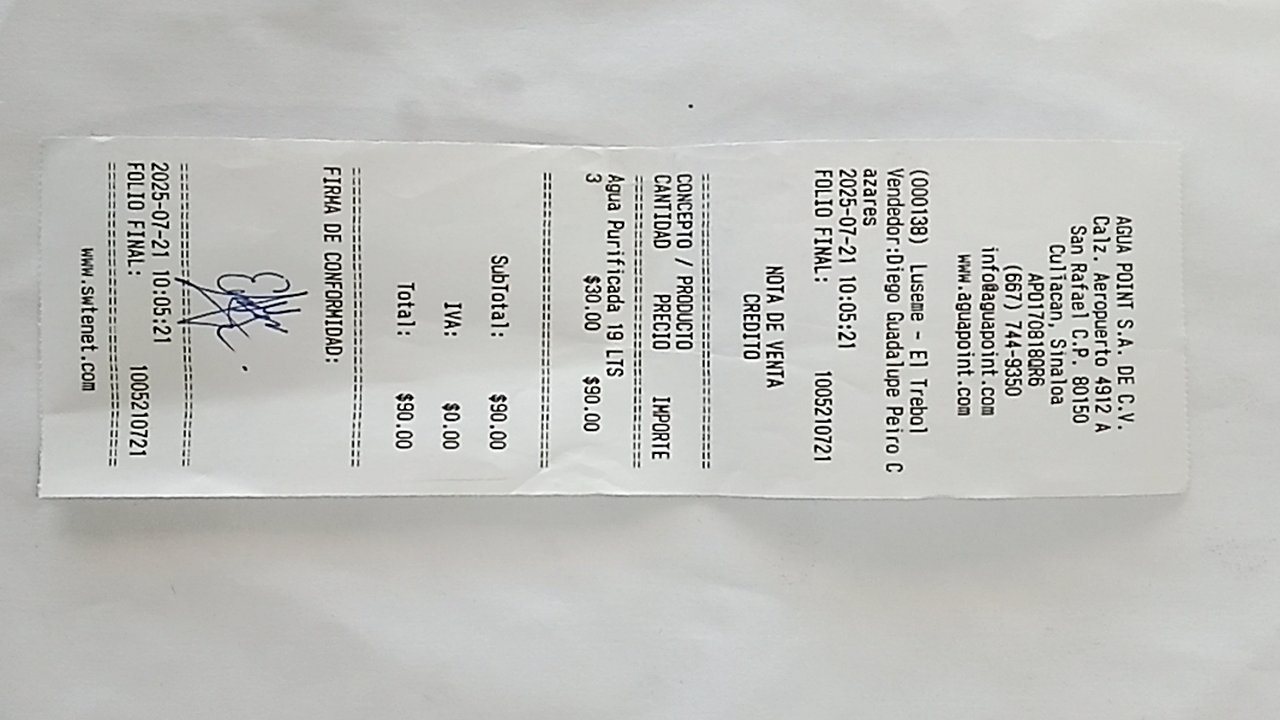 AGUA POINT S.A. DE C.V.
Calz. Aeropuerto 4912 A
San Rafael C.P. 80150
Culiacan, Sinaloa
APO170818QR6
(667) 744-9350
info@aguapoint.com
www.aguapoint.com
(000138) Luseme - El Trebol
Vendedor:Diego Guadalupe Peiro C
azares
2025-07-21 10:05:21
FOLIO FINAL: 1005210721
NOTA DE VENTA
CREDITO
================================
CONCEPTO / PRODUCTO
CANTIDAD PRECIO IMPORTE
================================
Agua Purificada 19 LTS
3 $30.00 $90.00
================================
SubTotal: $90.00
IVA: $0.00
Total: $90.00
================================
FIRMA DE CONFORMIDAD:
================================
2025-07-21 10:05:21
FOLIO FINAL: 1005210721
================================
www.swtenet.com